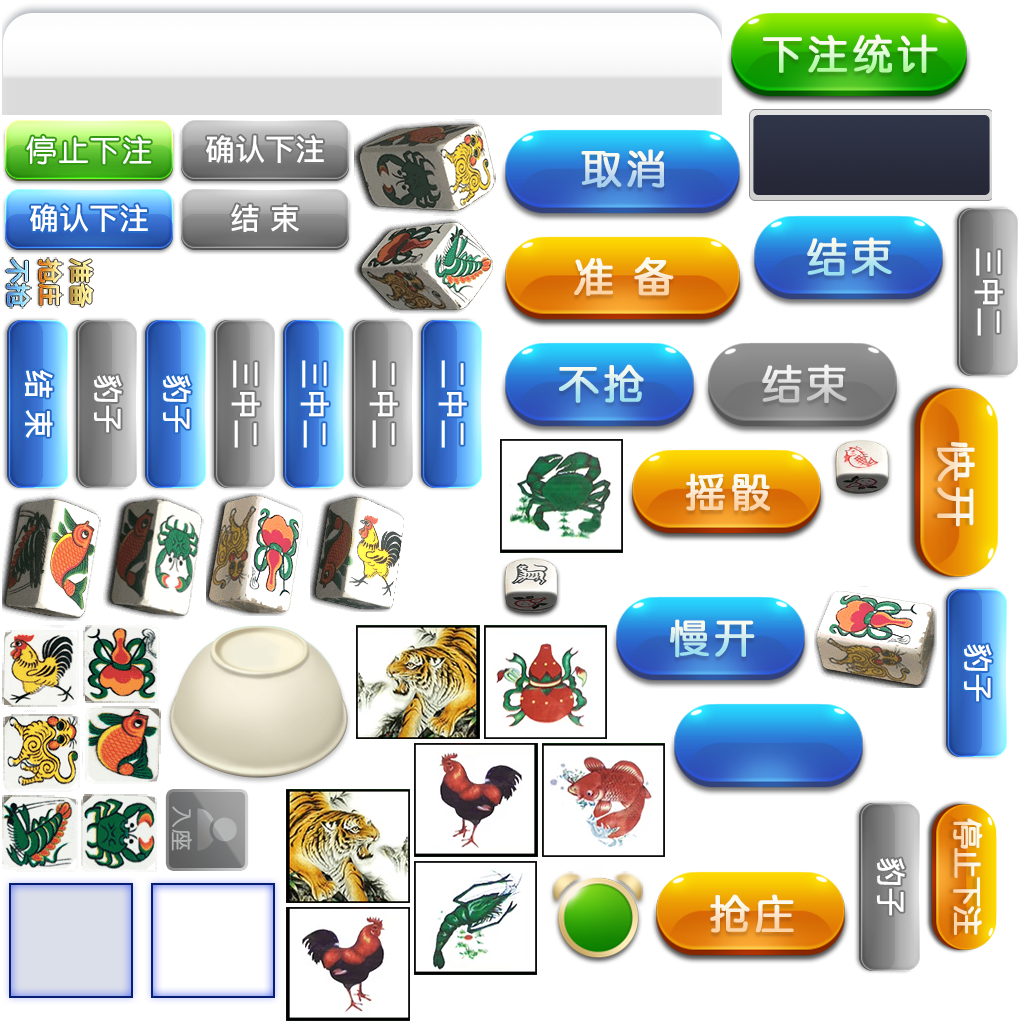 下注统计
停止下注
确认下注
取消
确认下注
结 束
准 备
结束
三中二
准备
抢庄
不抢
结 束
豹子
豹子
三中二
三中二
二中二
二中二
不抢
结束
快开
摇骰
慢开
豹子
入座
抢庄
豹子
停止下注